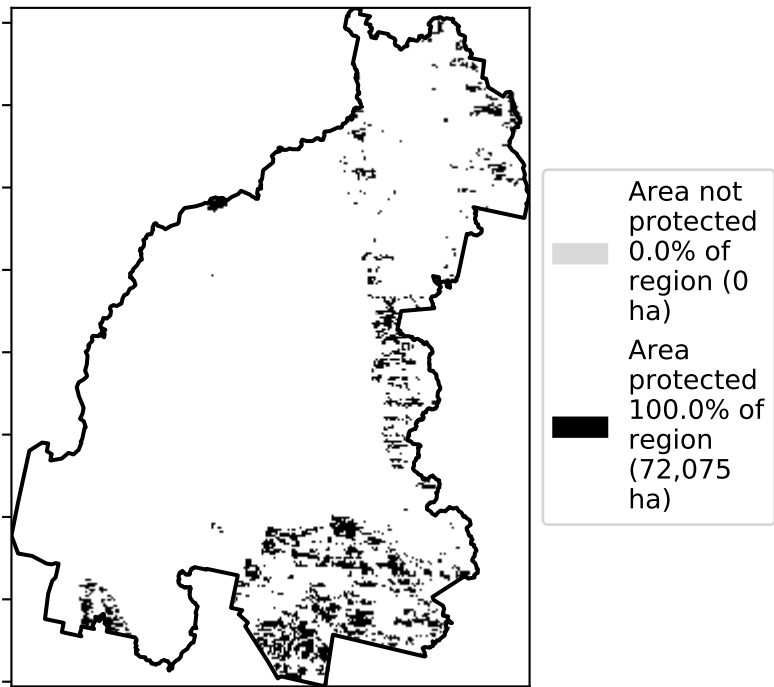 Area not
protected
0.0% of
region (0
ha)
Area
protected
100.0% of
region
(72,075
ha)